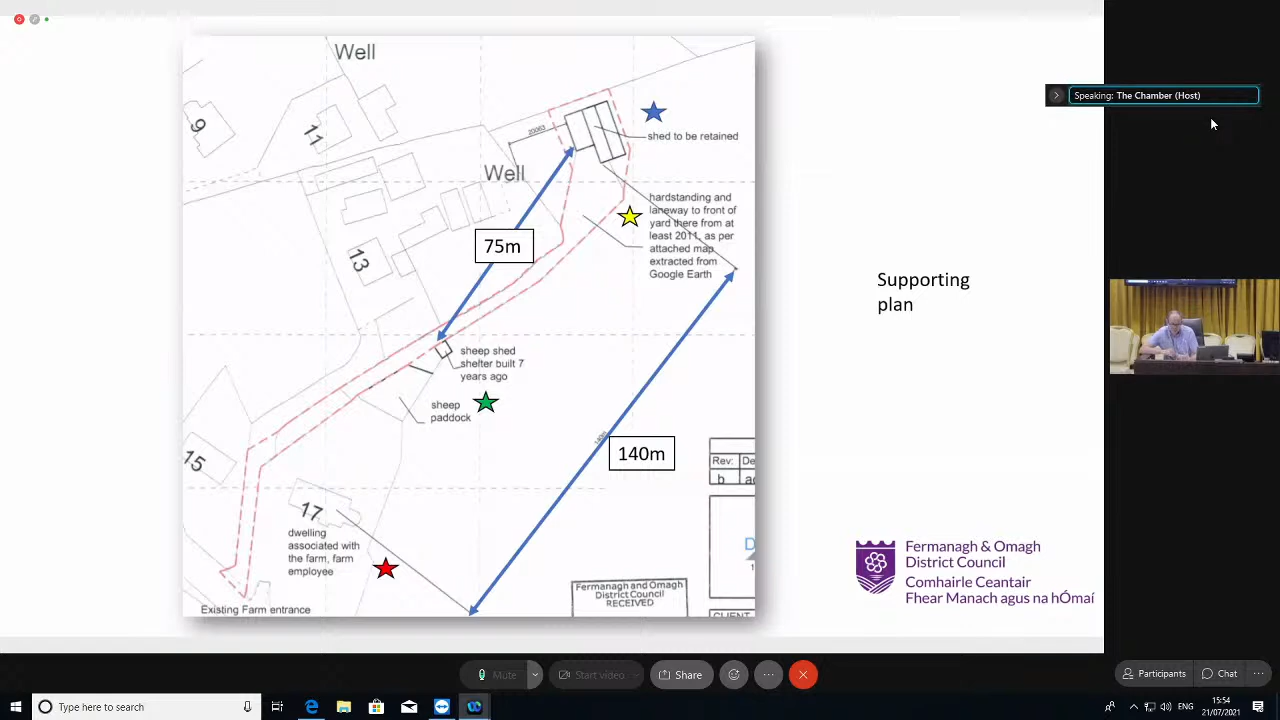 Well
9
11
Speaking: The Chamber (Host)
20063
shed to be retained
Well
hardstanding and
laneway to front of
yard there from at
least 2011, as per
attached map
extracted from
Google Earth
75m
13
Supporting
plan
sheep shed
shelter built 7
years ago
sheep
paddock
140m
140m
15
Rev:
b
17
dwelling
associated with
the farm, farm
employee
D
1
Fermanagh and Omagh
District Council
RECEIVED
CLIENT
Existing Farm entrance
Fermanagh & Omagh
District Council
Comhairle Ceantair
Fhear Manach agus na hÓmaí
Mute
Start video
Share
Participants
Chat
Type here to search
ENG
15:54
21/07/2021